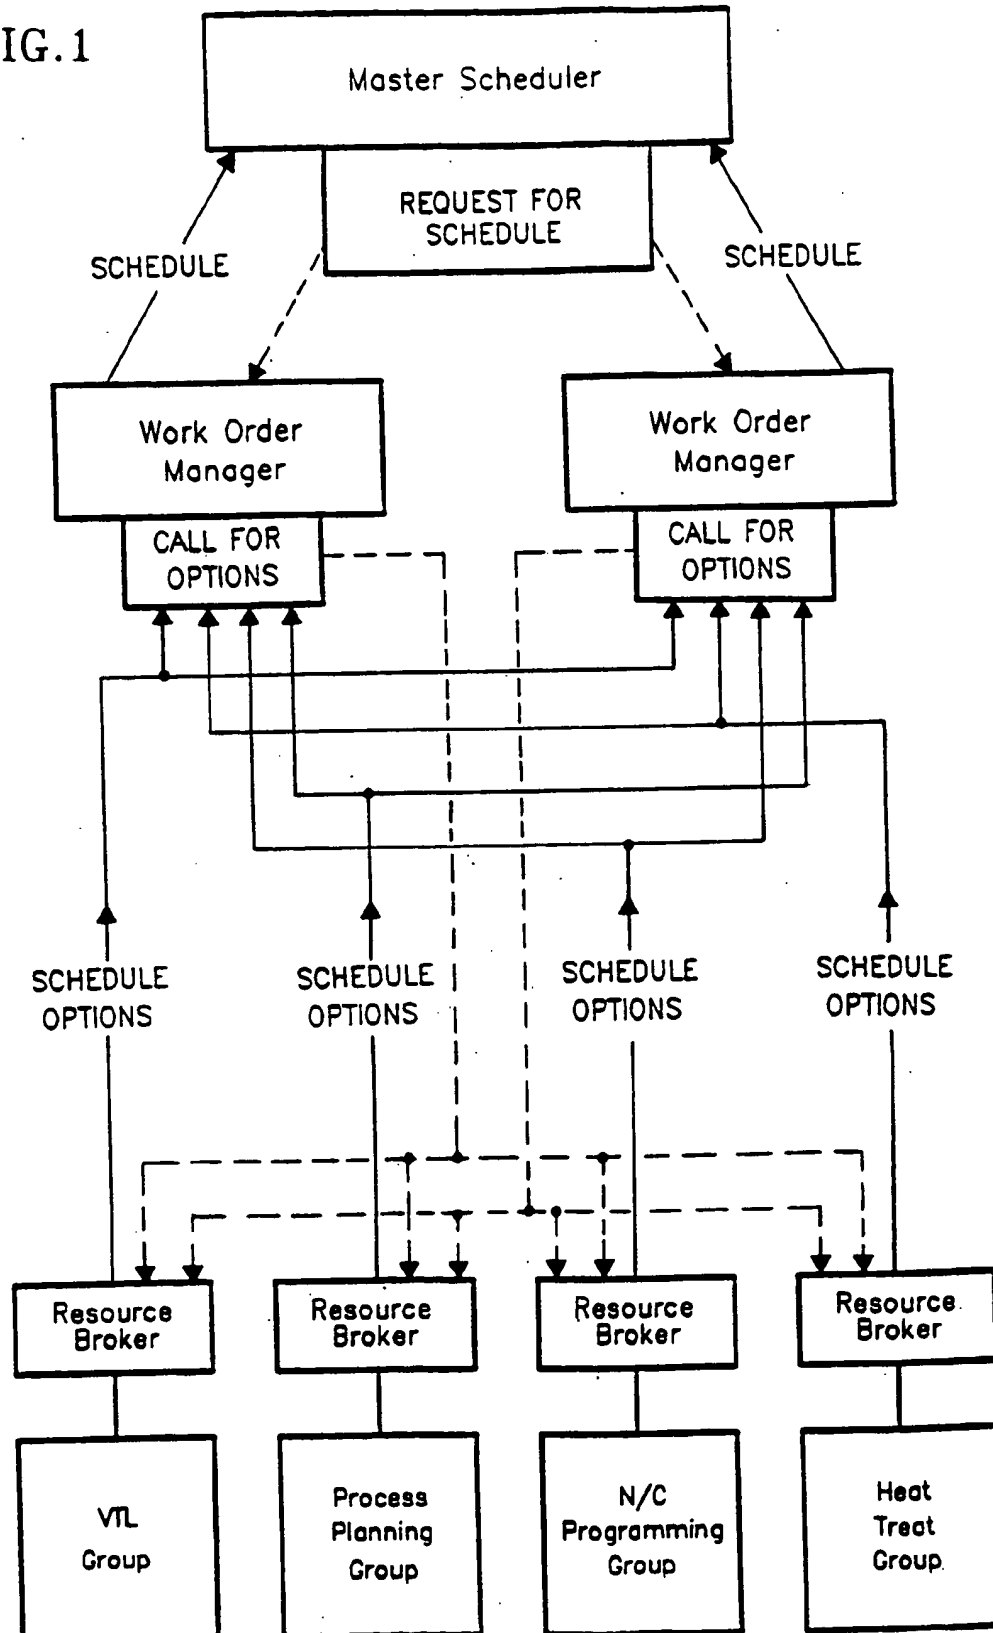 IG.1
Master Scheduler
REQUEST FOR
SCHEDULE
SCHEDULE
SCHEDULE
Work Order
Manager
Work Order
Manager
CALL FOR
OPTIONS
CALL FOR
OPTIONS
SCHEDULE
OPTIONS
SCHEDULE
OPTIONS
SCHEDULE
OPTIONS
SCHEDULE
OPTIONS
Resource
Broker
Resource
Broker
Resource
Broker
Resource
Broker
VTL
Group
Process
Planning
Group
N/C
Programming
Group
Heat
Treat
Group